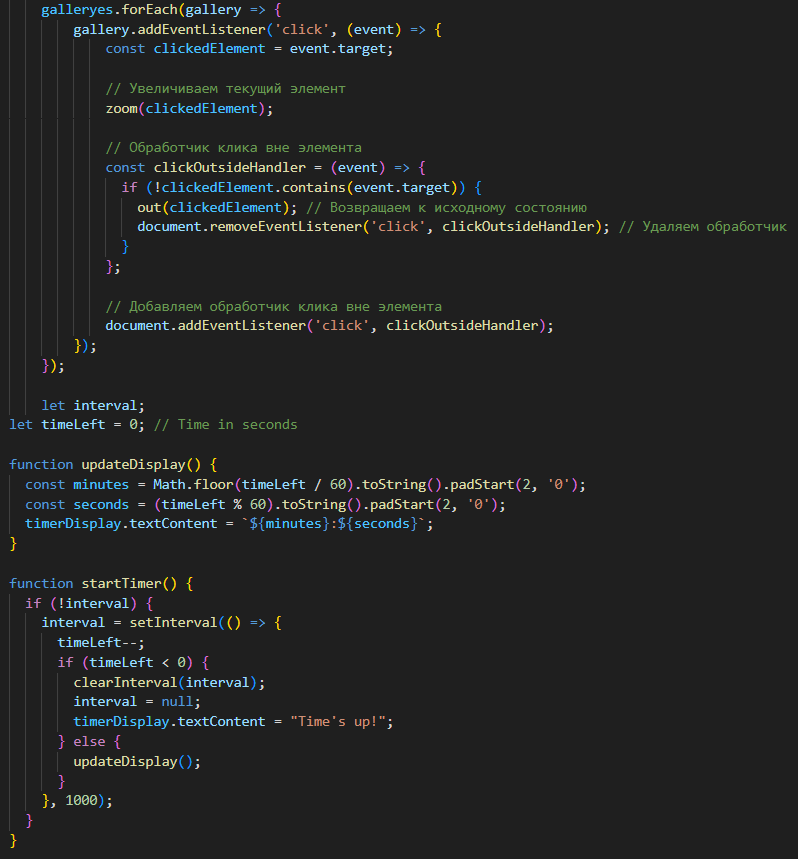 galleryes.forEach(gallery => {
gallery.addEventListener('click', (event) => {
const clickedElement = event.target;
// Увеличиваем текущий элемент
zoom(clickedElement);
// Обработчик клика вне элемента
const clickOutsideHandler = (event) => {
if (!clickedElement.contains(event.target)) {
out(clickedElement); // Возвращаем к исходному состоянию
document.removeEventListener('click', clickOutsideHandler); // Удаляем обработчик
}
};
// Добавляем обработчик клика вне элемента
document.addEventListener('click', clickOutsideHandler);
});
});
let interval;
let timeLeft = 0; // Time in seconds
function updateDisplay() {
const minutes = Math.floor(timeLeft / 60).toString().padStart(2, '0');
const seconds = (timeLeft % 60).toString().padStart(2, '0');
timerDisplay.textContent = `${minutes}:${seconds}`;
}
function startTimer() {
if (!interval) {
interval = setInterval(() => {
timeLeft--;
if (timeLeft < 0) {
clearInterval(interval);
interval = null;
timerDisplay.textContent = "Time's up!";
} else {
updateDisplay();
}
}, 1000);
}
}